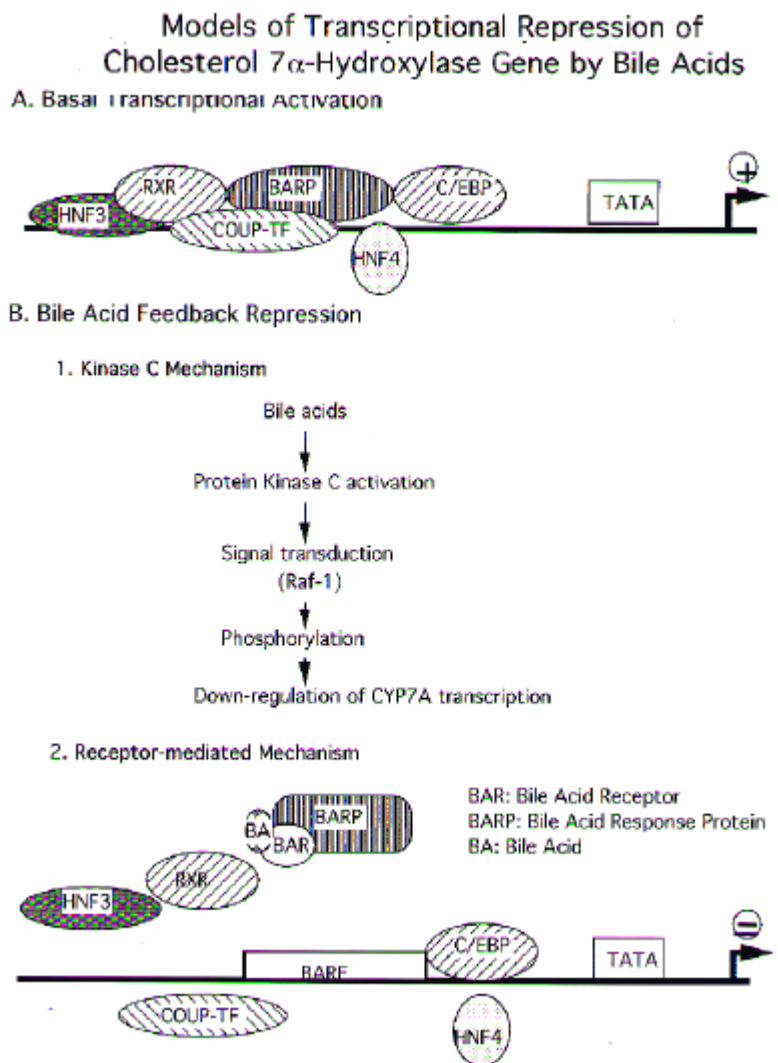 Models of Transcriptional Repression of
Cholesterol 7α-Hydroxylase Gene by Bile Acids
A. Basal Transcriptional Activation
RXR
BARP
C/EBP
+
HNF3
COUP-TF
TATA
HNF4
B. Bile Acid Feedback Repression
1. Kinase C Mechanism
Bile acids
Protein Kinase C activation
Signal transduction
(Raf-1)
Phosphorylation
Down-regulation of CYP7A transcription
2. Receptor-mediated Mechanism
BARP
BA
BAR
BAR: Bile Acid Receptor
BARP: Bile Acid Response Protein
BA: Bile Acid
RXR
HNF3
C/EBP
−
BARE
TATA
COUP-TF
HNF4